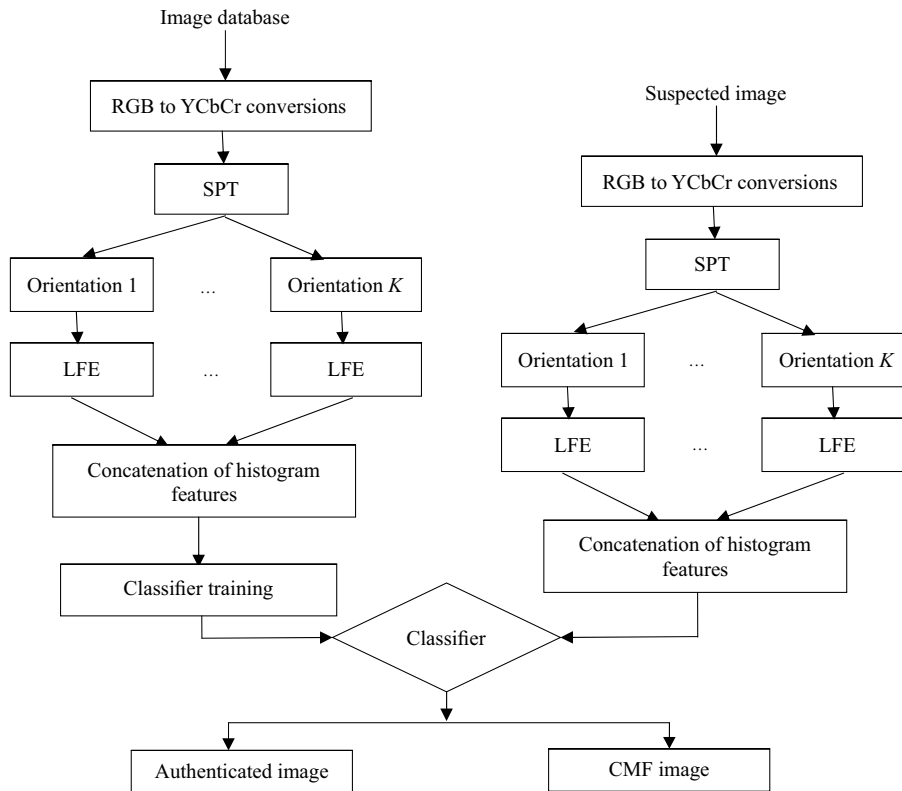 Image database
RGB to YCbCr conversions
SPT
Orientation 1
...
Orientation K
LFE
...
LFE
Concatenation of histogram
features
Classifier training
Suspected image
RGB to YCbCr conversions
SPT
Orientation 1
...
Orientation K
LFE
...
LFE
Concatenation of histogram
features
Classifier
Authenticated image
CMF image